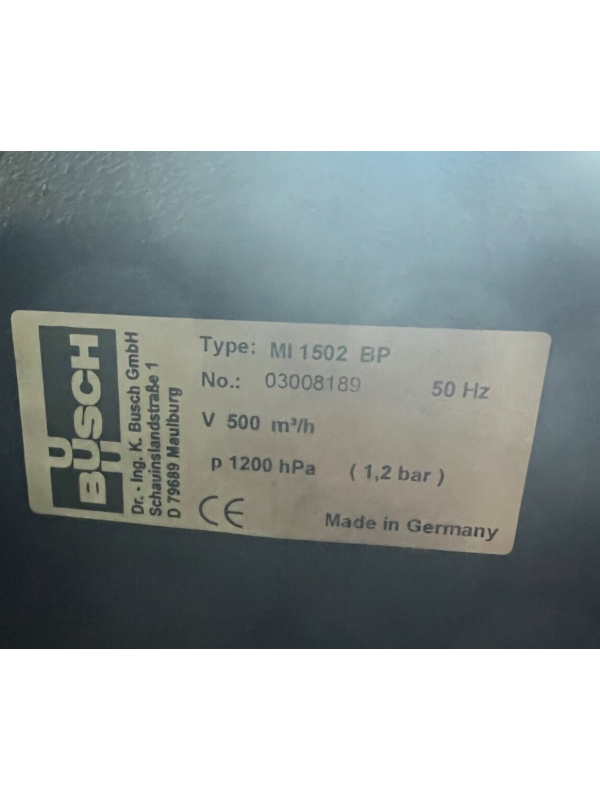 BUSCH
Dr. - Ing. K. Busch GmbH
Schauinslandstraße 1
D 79689 Maulburg
Type: MI 1502 BP
No.: 03008189 50 Hz
V 500 m³/h
p 1200 hPa ( 1,2 bar )
CE Made in Germany